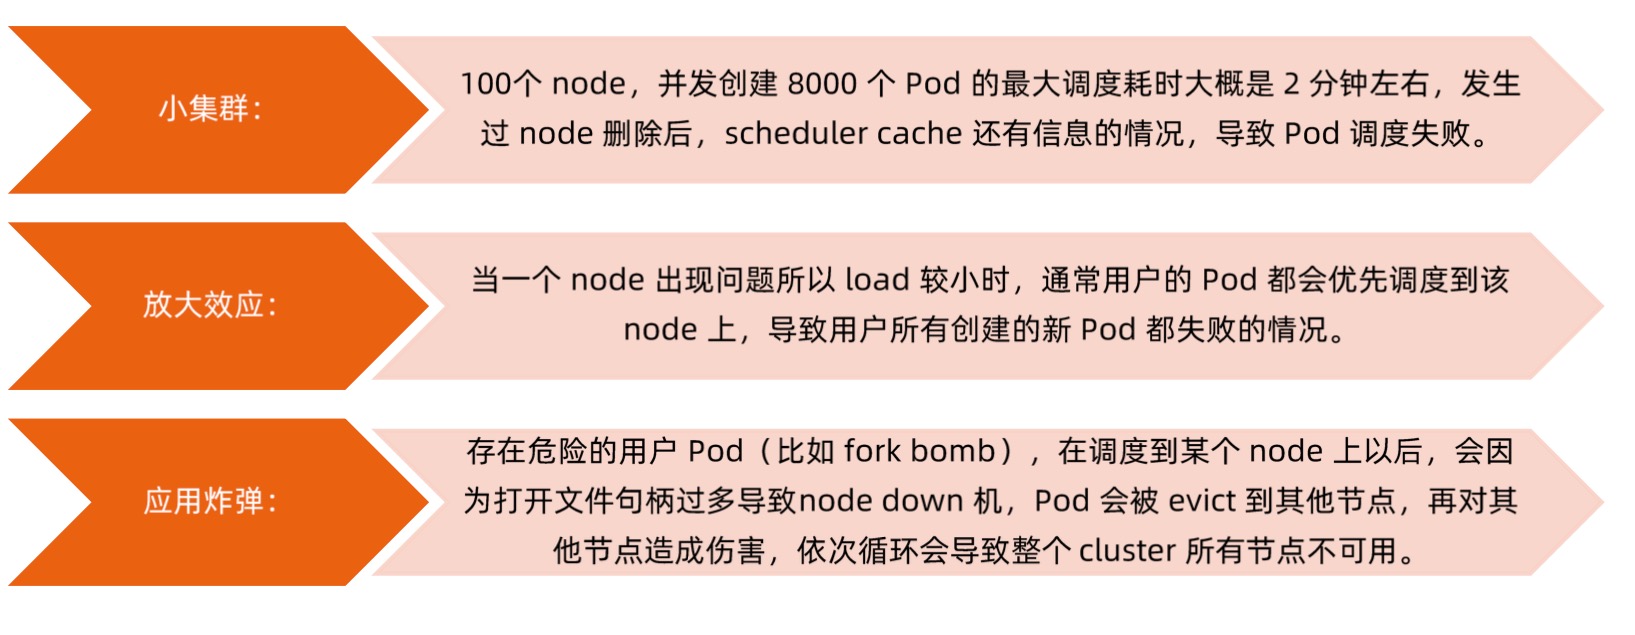 小集群：
100个 node，并发创建 8000 个 Pod 的最大调度耗时大概是 2 分钟左右，发生
过 node 删除后，scheduler cache 还有信息的情况，导致 Pod 调度失败。
放大效应：
当一个 node 出现问题所以 load 较小时，通常用户的 Pod 都会优先调度到该
node 上，导致用户所有创建的新 Pod 都失败的情况。
应用炸弹：
存在危险的用户 Pod（比如 fork bomb），在调度到某个 node 上以后，会因
为打开文件句柄过多导致node down 机，Pod 会被 evict 到其他节点，再对其
他节点造成伤害，依次循环会导致整个 cluster 所有节点不可用。